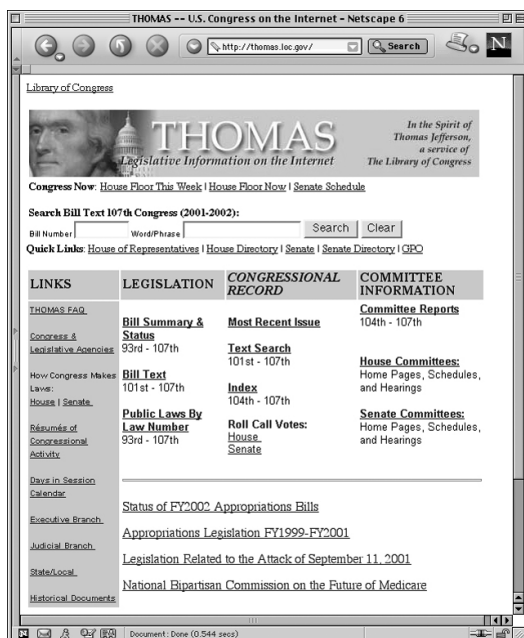 THOMAS -- U.S. Congress on the Internet - Netscape 6
http://thomas.loc.gov/
Search
N
Library of Congress
THOMAS
Legislative Information on the Internet
In the Spirit of
Thomas Jefferson,
a service of
The Library of Congress
Congress Now: House Floor This Week | House Floor Now | Senate Schedule
Search Bill Text 107th Congress (2001-2002):
Bill Number Word/Phrase Search Clear
Quick Links: House of Representatives | House Directory | Senate | Senate Directory | GPO
LINKS
THOMAS FAQ
Congress &
Legislative Agencies
How Congress Makes
Laws:
House | Senate
Résumés of
Congressional
Activity
Days in Session
Calendar
Executive Branch
Judicial Branch
State/Local
Historical Documents
LEGISLATION
Bill Summary &
Status
93rd - 107th
Bill Text
101st - 107th
Public Laws By
Law Number
93rd - 107th
CONGRESSIONAL
RECORD
Most Recent Issue
Text Search
101st - 107th
Index
104th - 107th
Roll Call Votes:
House
Senate
COMMITTEE
INFORMATION
Committee Reports
104th - 107th
House Committees:
Home Pages, Schedules,
and Hearings
Senate Committees:
Home Pages, Schedules,
and Hearings
Status of FY2002 Appropriations Bills
Appropriations Legislation FY1999-FY2001
Legislation Related to the Attack of September 11, 2001
National Bipartisan Commission on the Future of Medicare
N
Document: Done (0.544 secs)